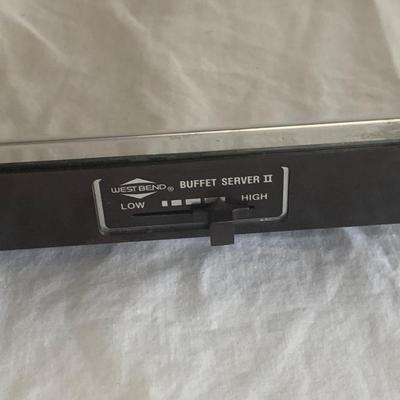 WEST BEND® BUFFET SERVER II
LOW HIGH